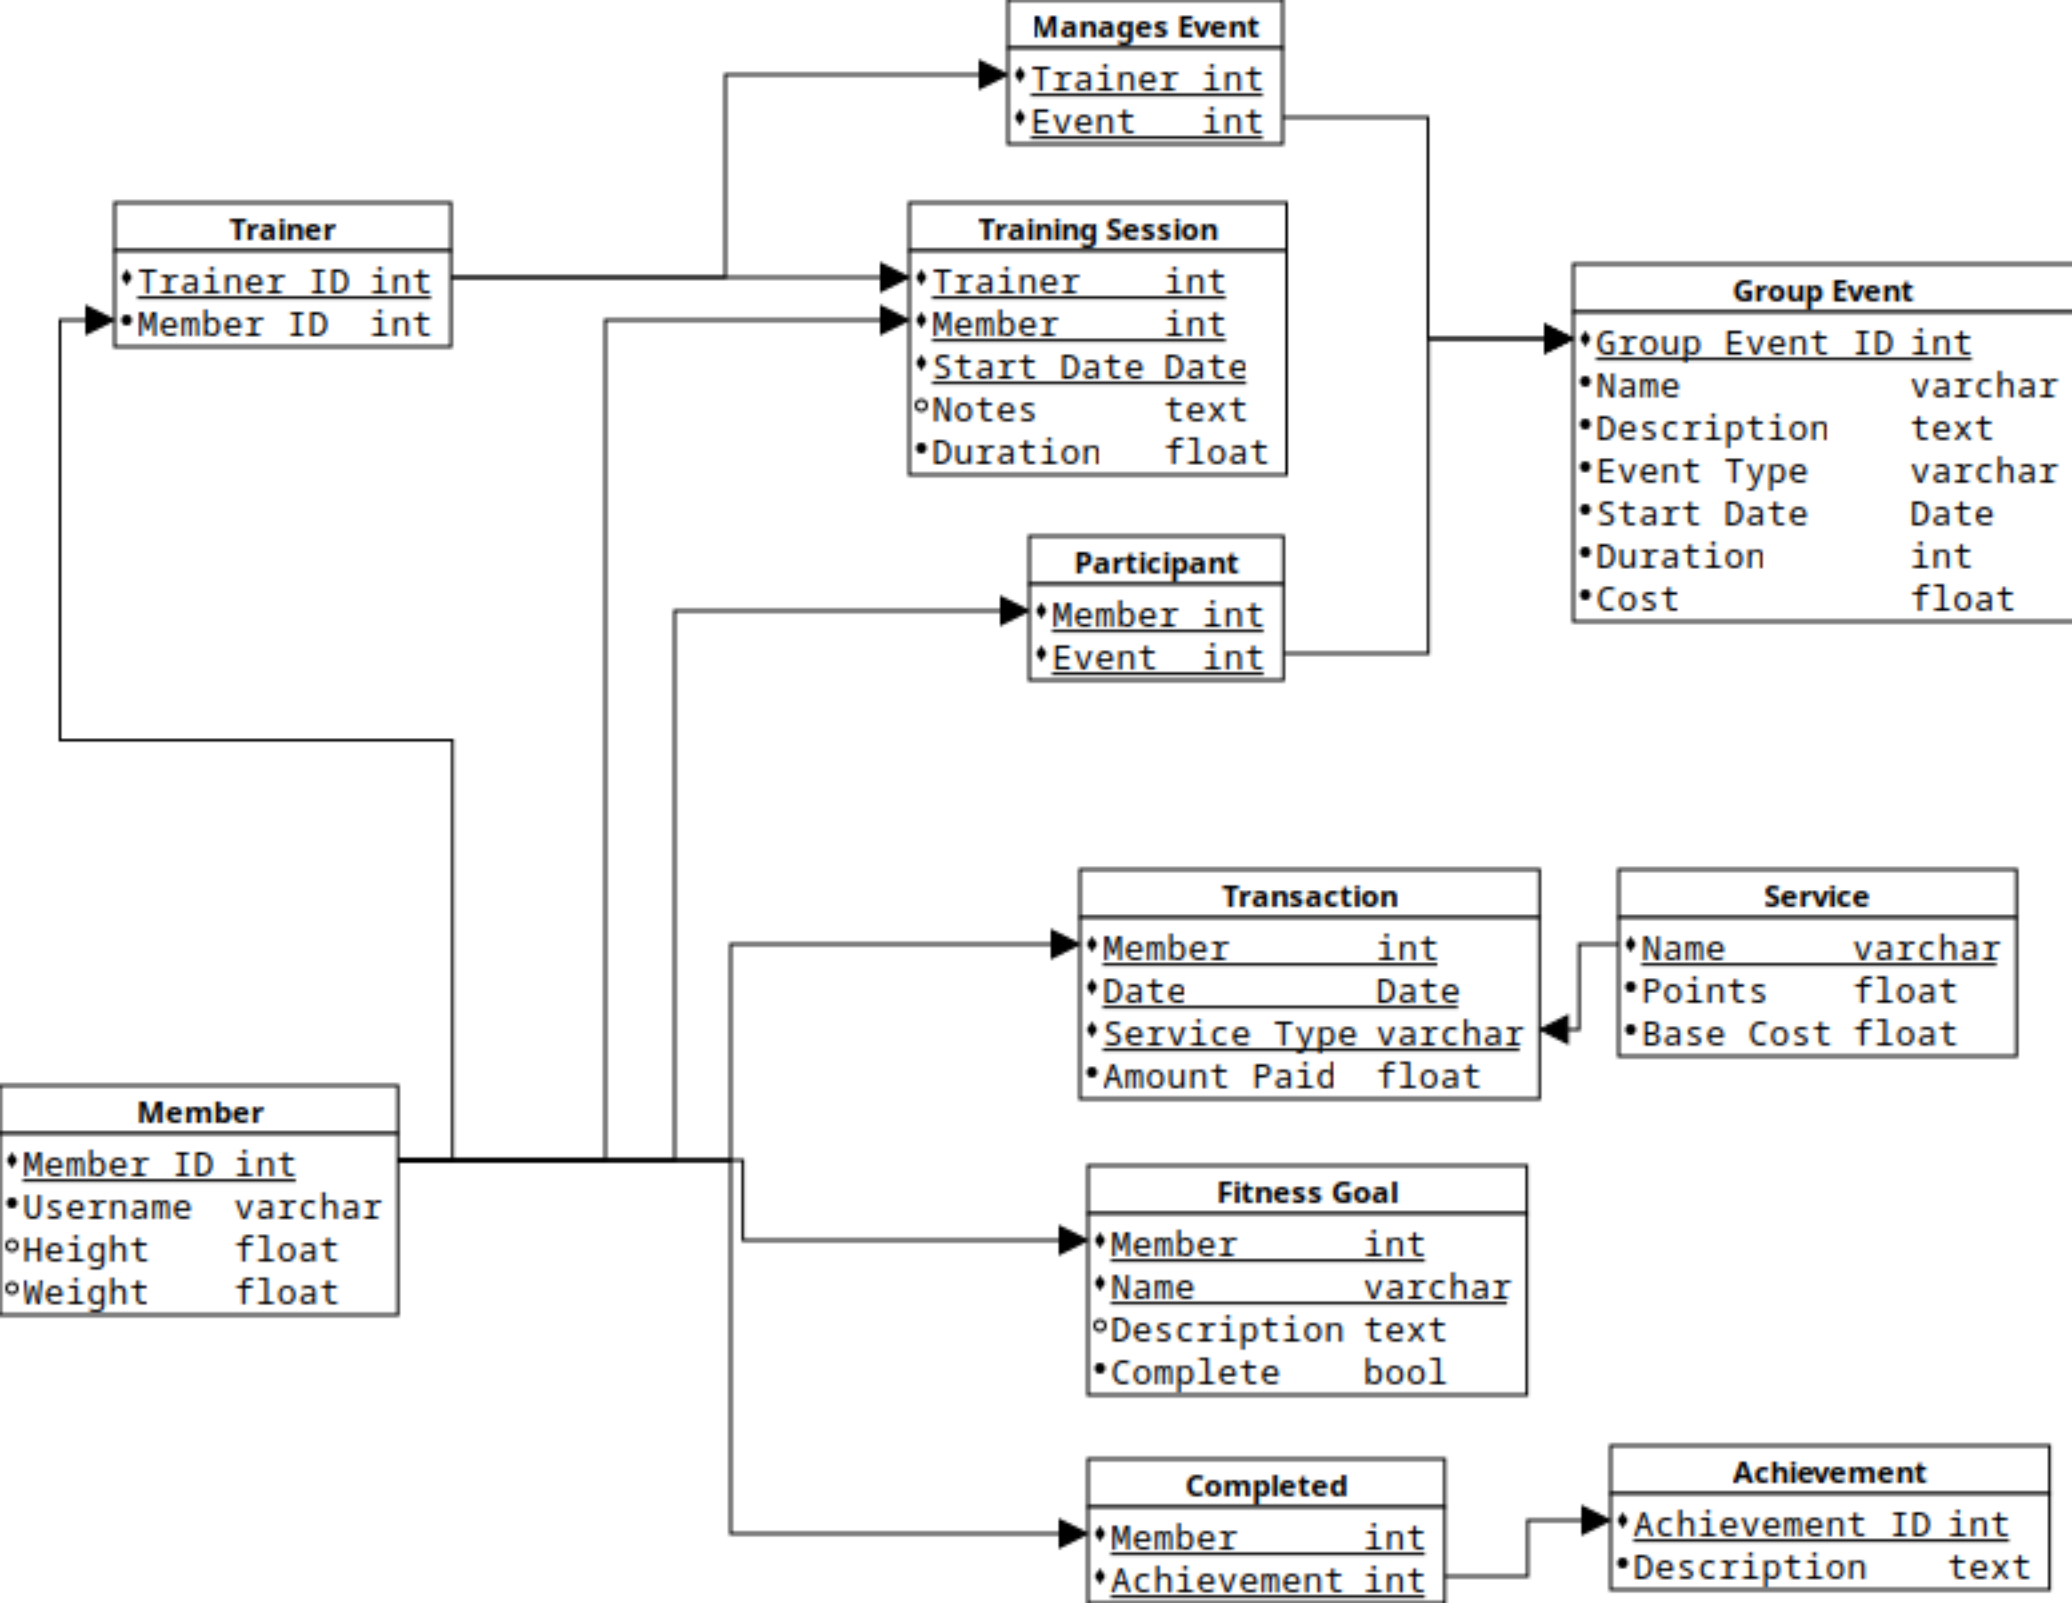 Manages Event
Trainer int
Event int
Trainer
Trainer ID int
Member ID int
Training Session
Trainer int
Member int
Start Date Date
Notes text
Duration float
Group Event
Group Event ID int
Name varchar
Description text
Event Type varchar
Start Date Date
Duration int
Cost float
Participant
Member int
Event int
Transaction
Member int
Date Date
Service Type varchar
Amount Paid float
Service
Name varchar
Points float
Base Cost float
Member
Member ID int
Username varchar
Height float
Weight float
Fitness Goal
Member int
Name varchar
Description text
Complete bool
Completed
Member int
Achievement int
Achievement
Achievement ID int
Description text